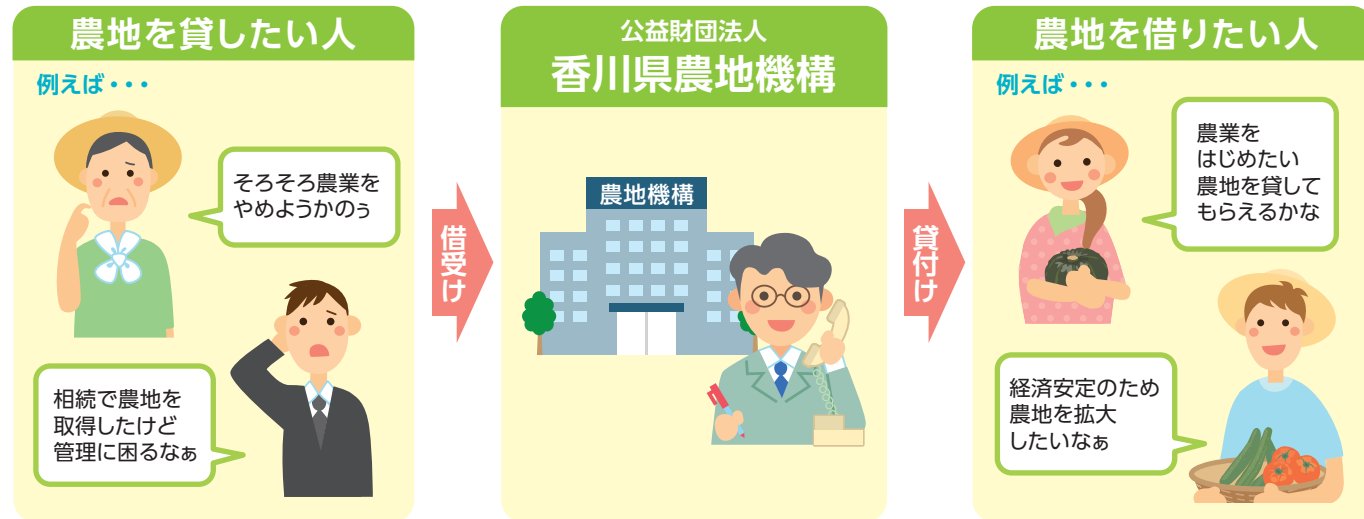 農地を貸したい人
例えば・・・
そろそろ農業を
やめようかのぅ
相続で農地を
取得したけど
管理に困るなぁ
借受け
公益財団法人
香川県農地機構
農地機構
貸付け
農地を借りたい人
例えば・・・
農業を
はじめたい
農地を貸して
もらえるかな
経済安定のため
農地を拡大
したいなぁ